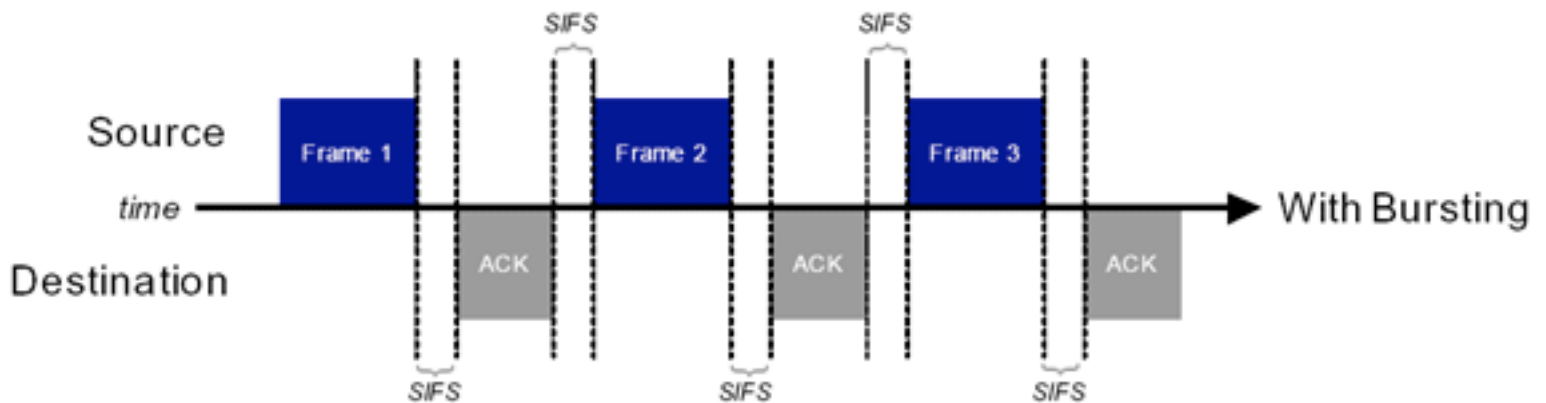 SIFS
SIFS
Source
Frame 1
Frame 2
Frame 3
time
With Bursting
Destination
ACK
ACK
ACK
SIFS
SIFS
SIFS